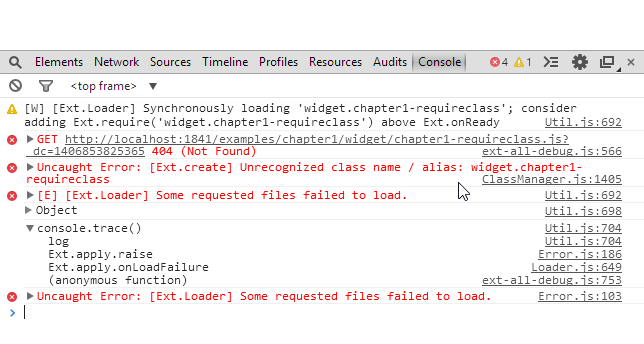 Elements Network Sources Timeline Profiles Resources Audits Console 4 1
<top frame>
[W] [Ext.Loader] Synchronously loading 'widget.chapter1-requireclass'; consider
adding Ext.require('widget.chapter1-requireclass') above Ext.onReady Util.js:692
GET http://localhost:1841/examples/chapter1/widget/chapter1-requireclass.js?
_dc=1406853825365 404 (Not Found) ext-all-debug.js:566
Uncaught Error: [Ext.create] Unrecognized class name / alias: widget.chapter1-
requireclass ClassManager.js:1405
[E] [Ext.Loader] Some requested files failed to load. Util.js:692
Object Util.js:698
console.trace() Util.js:704
log Util.js:704
Ext.apply.raise Error.js:186
Ext.apply.onLoadFailure Loader.js:649
(anonymous function) ext-all-debug.js:753
Uncaught Error: [Ext.Loader] Some requested files failed to load. Error.js:103